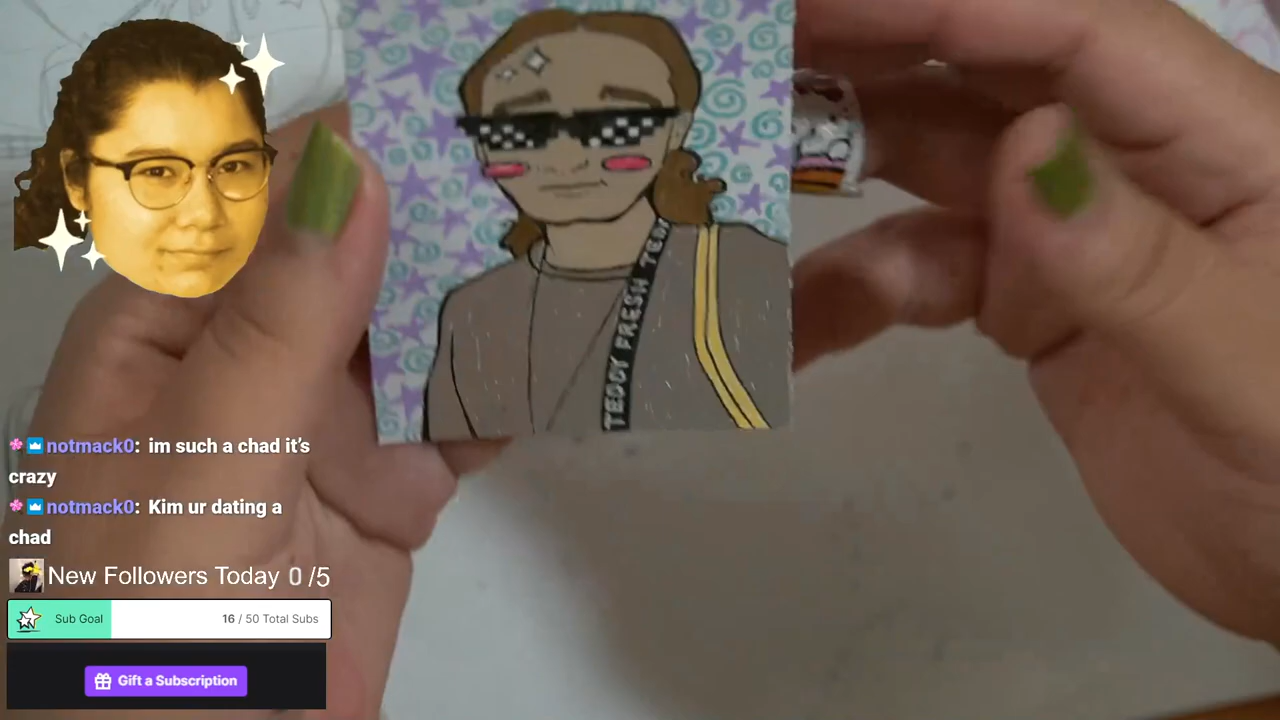 TEDDY FRESH TEDD
notmack0: im such a chad it's
crazy
notmack0: Kim ur dating a
chad
New Followers Today 0 /5
Sub Goal 16 / 50 Total Subs
Gift a Subscription